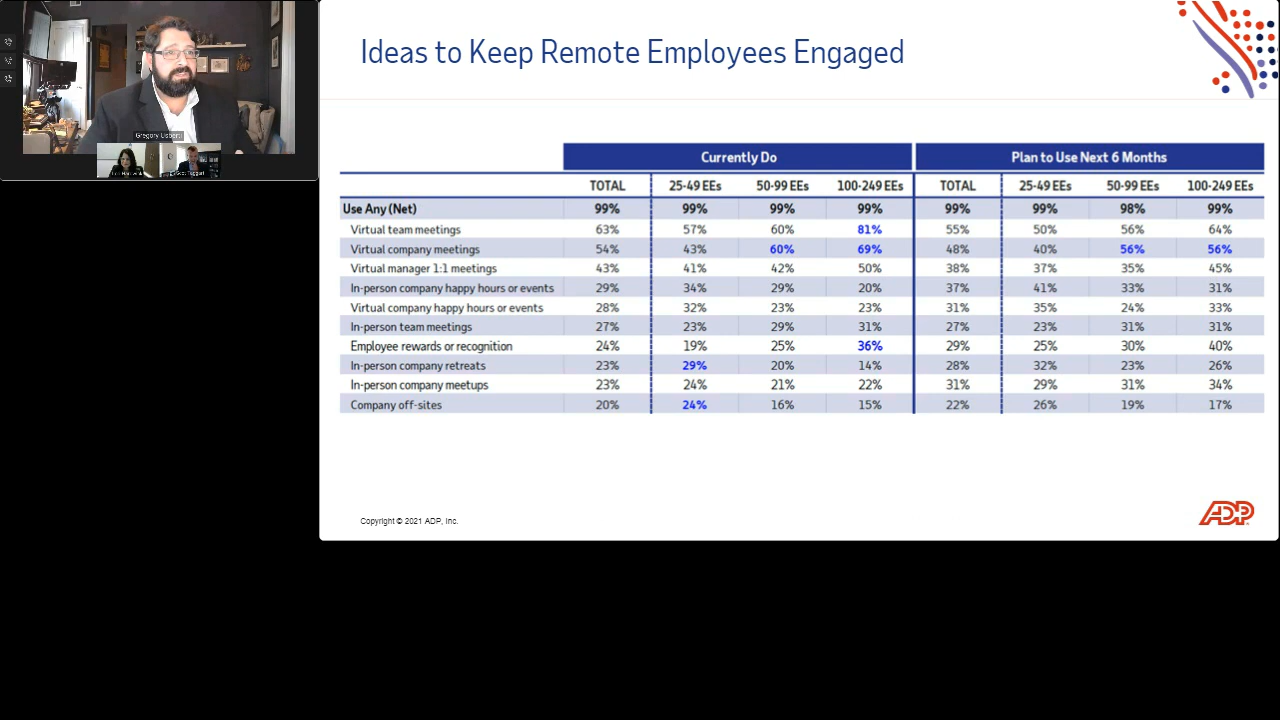 Ideas to Keep Remote Employees Engaged
Gregory
Currently Do Plan to Use Next 6 Months
TOTAL 25-49 EEs 50-99 EEs 100-249 EEs TOTAL 25-49 EEs 50-99 EEs 100-249 EEs
Use Any (Net) 99% 99% 99% 99% 99% 99% 98% 99%
Virtual team meetings 63% 57% 60% 81% 55% 50% 56% 64%
Virtual company meetings 54% 43% 60% 69% 48% 40% 56% 56%
Virtual manager 1:1 meetings 43% 41% 42% 50% 38% 37% 35% 45%
In-person company happy hours or events 29% 34% 29% 20% 37% 41% 33% 31%
Virtual company happy hours or events 28% 32% 23% 23% 31% 35% 24% 33%
In-person team meetings 27% 23% 29% 31% 27% 23% 31% 31%
Employee rewards or recognition 24% 19% 25% 36% 29% 25% 30% 40%
In-person company retreats 23% 29% 20% 14% 28% 32% 23% 26%
In-person company meetups 23% 24% 21% 22% 31% 29% 31% 34%
Company off-sites 20% 24% 16% 15% 22% 26% 19% 17%
Copyright © 2021 ADP, Inc.
ADP